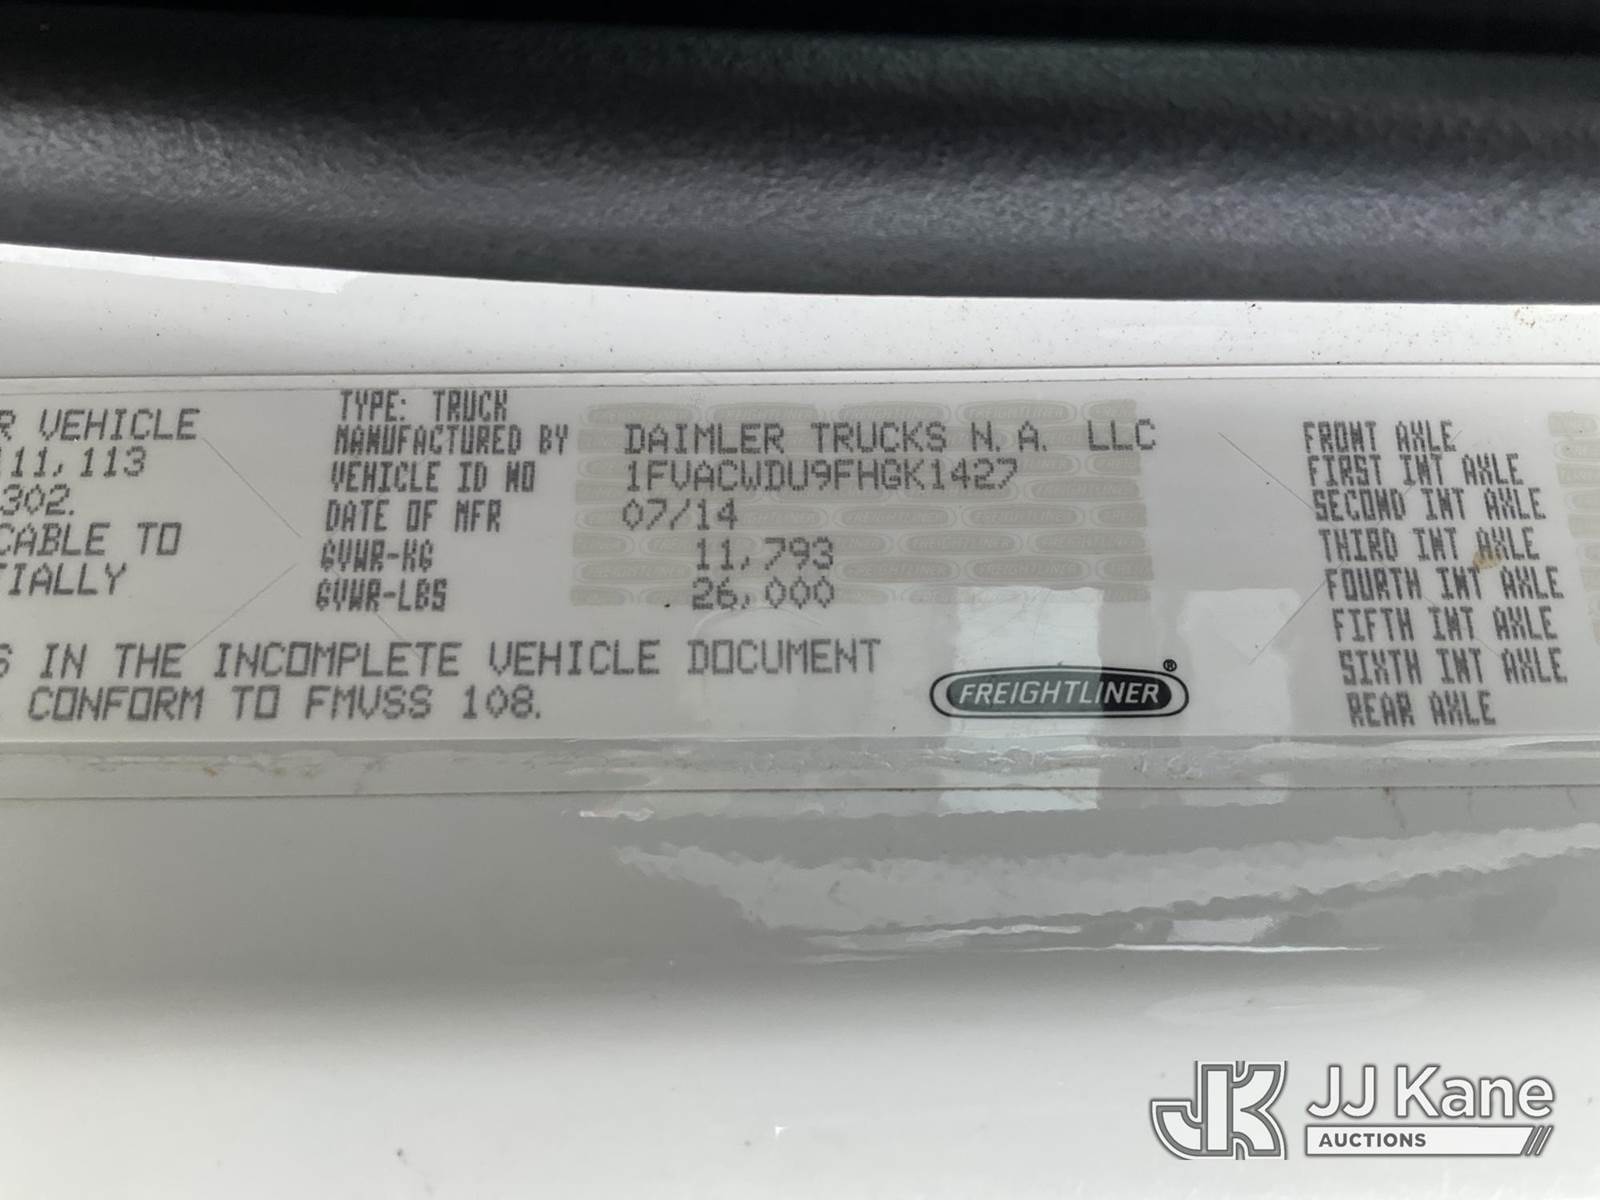 R VEHICLE
11,113
302.
CABLE TO
TIALLY
S IN THE INCOMPLETE VEHICLE DOCUMENT
CONFORM TO FMVSS 108.
TYPE: TRUCK
MANUFACTURED BY DAIMLER TRUCKS N.A. LLC
VEHICLE ID NO 1FVACWDU9FHGK1427
DATE OF MFR 07/14
GVWR-KG 11,793
GVWR-LBS 26,000
FREIGHTLINER®
FRONT AXLE
FIRST INT AXLE
SECOND INT AXLE
THIRD INT AXLE
FOURTH INT AXLE
FIFTH INT AXLE
SIXTH INT AXLE
REAR AXLE
JK JJ Kane
AUCTIONS